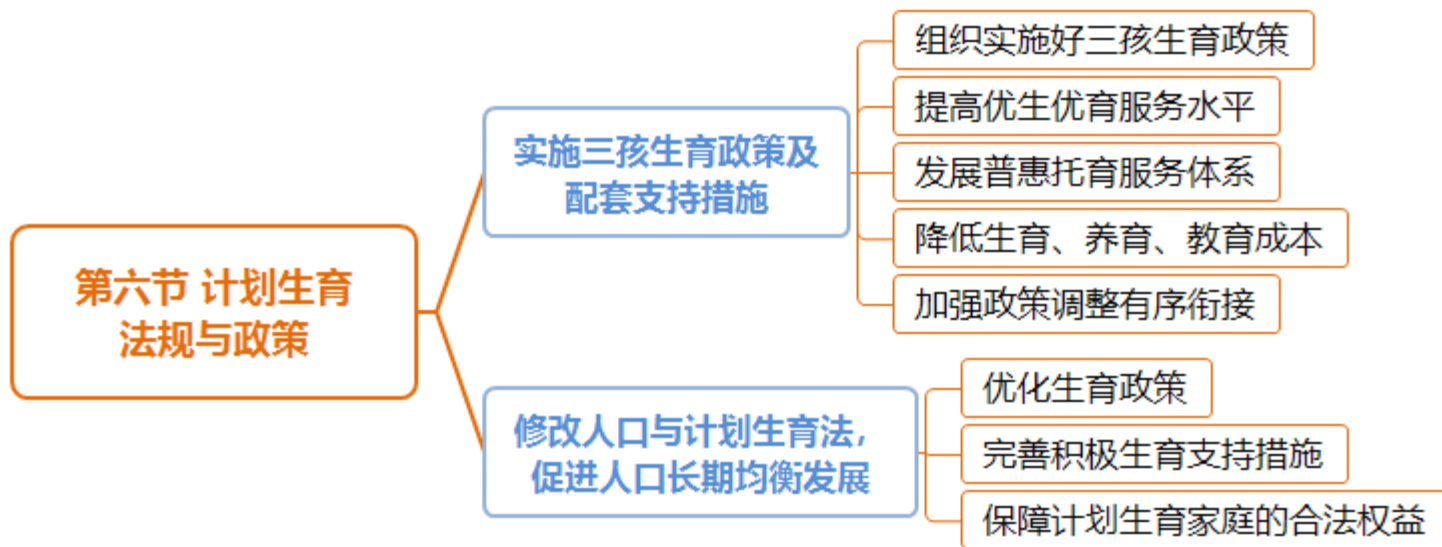 第六节 计划生育
法规与政策
实施三孩生育政策及
配套支持措施
组织实施好三孩生育政策
提高优生优育服务水平
发展普惠托育服务体系
降低生育、养育、教育成本
加强政策调整有序衔接
修改人口与计划生育法，
促进人口长期均衡发展
优化生育政策
完善积极生育支持措施
保障计划生育家庭的合法权益